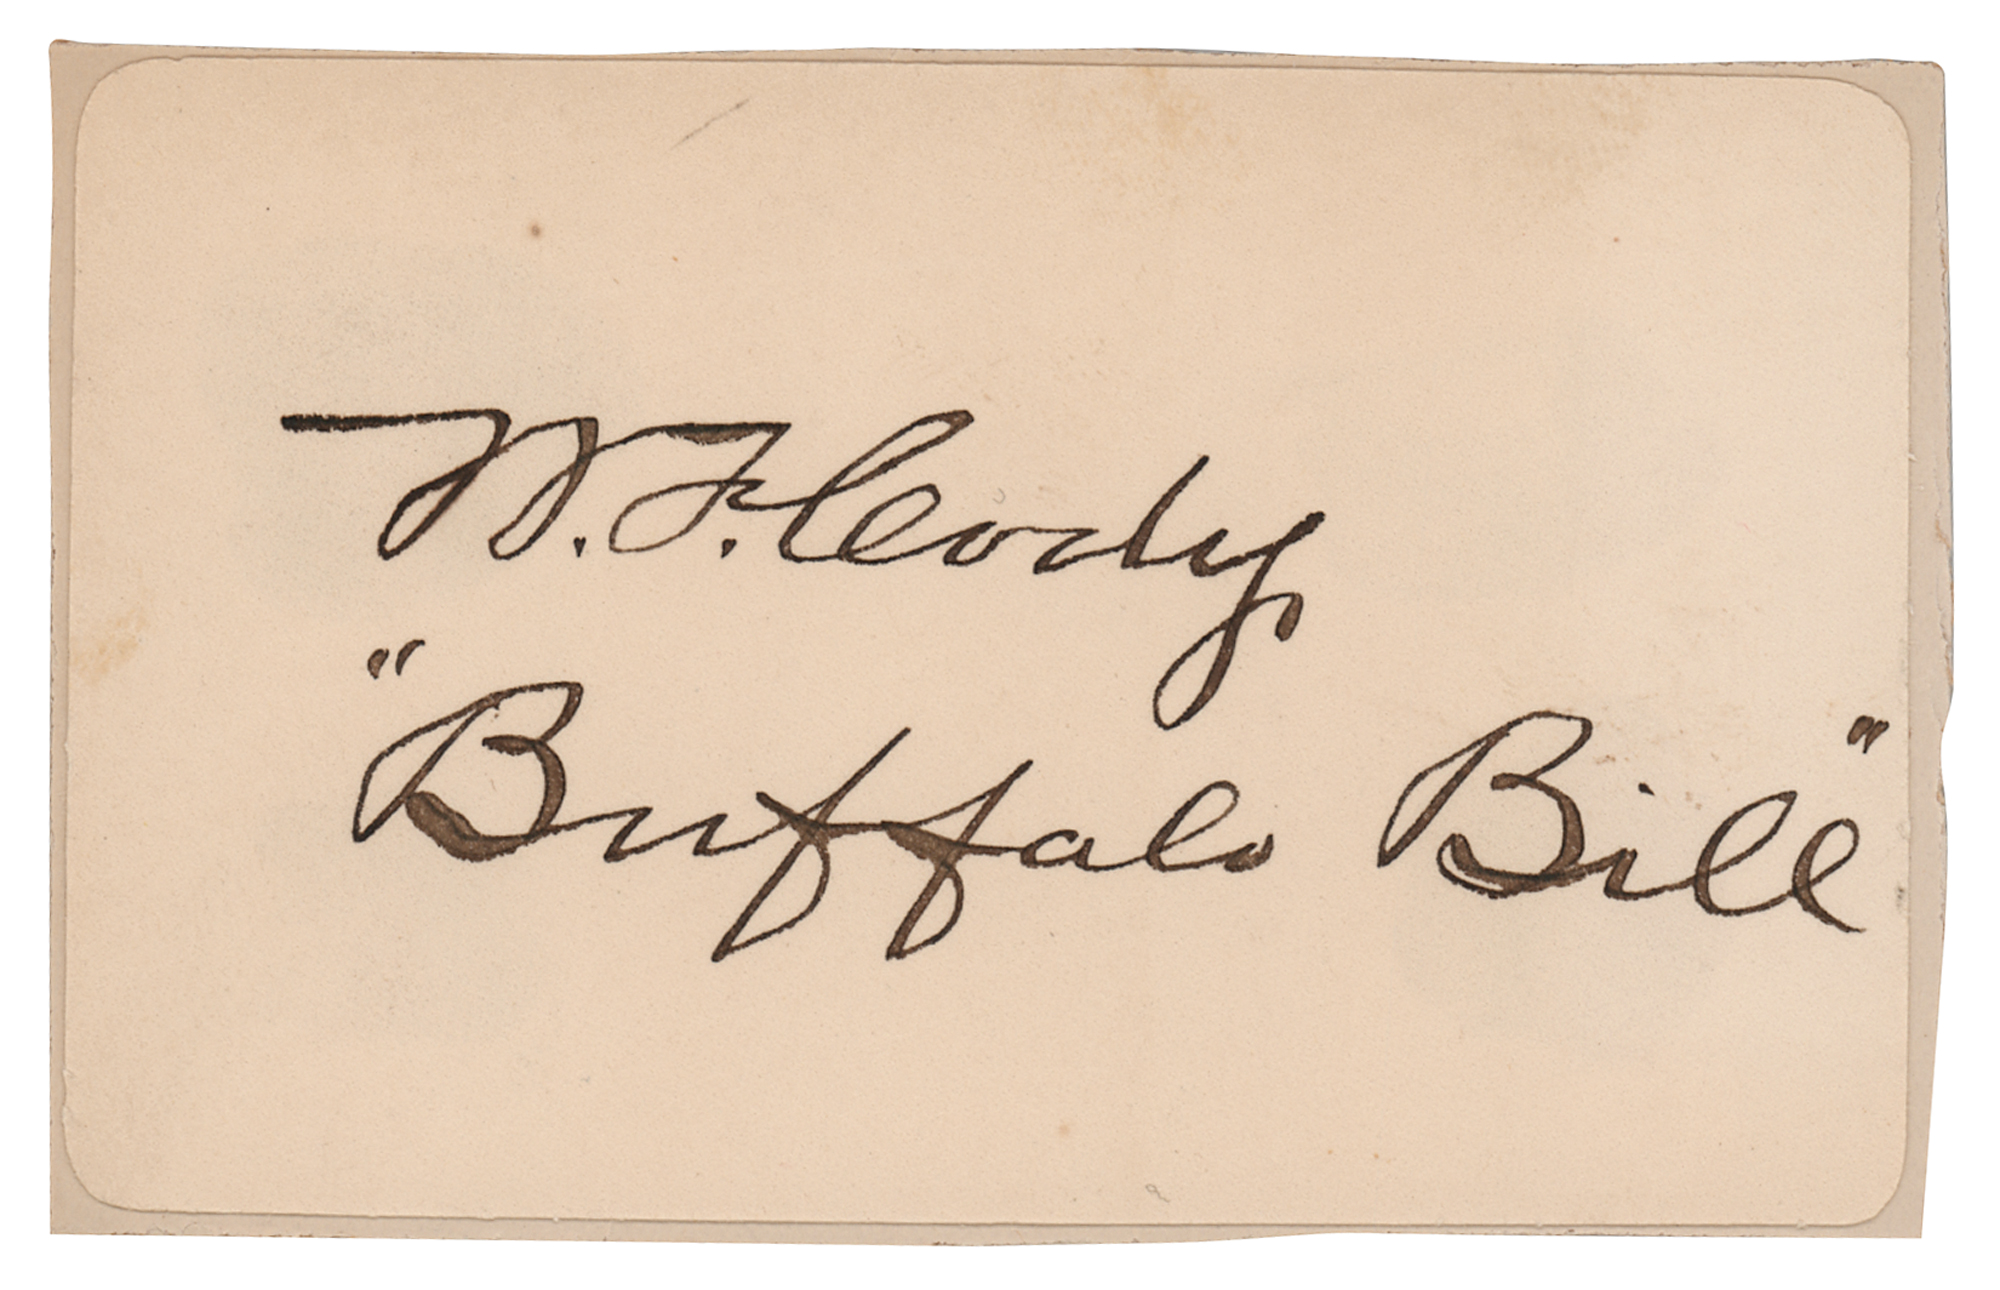 W. F. Cody,
"Buffalo Bill"